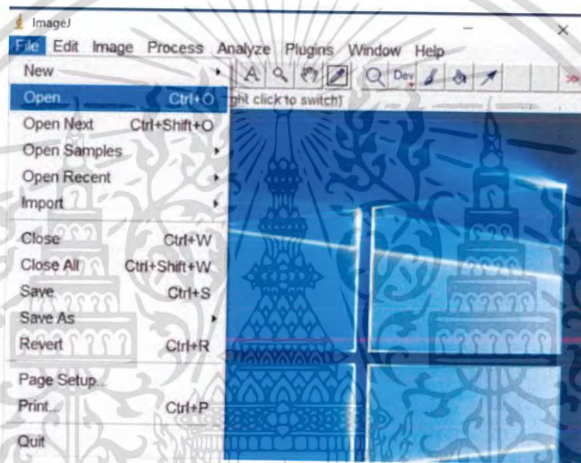 ImageJ
File Edit Image Process Analyze Plugins Window Help
New
A Dev
Open... Ctrl+O
ght click to switch)
Open Next Ctrl+Shift+O
Open Samples
Open Recent
Import
Close Ctrl+W
Close All Ctrl+Shift+W
Save Ctrl+S
Save As
Revert Ctrl+R
Page Setup...
Print... Ctrl+P
Quit